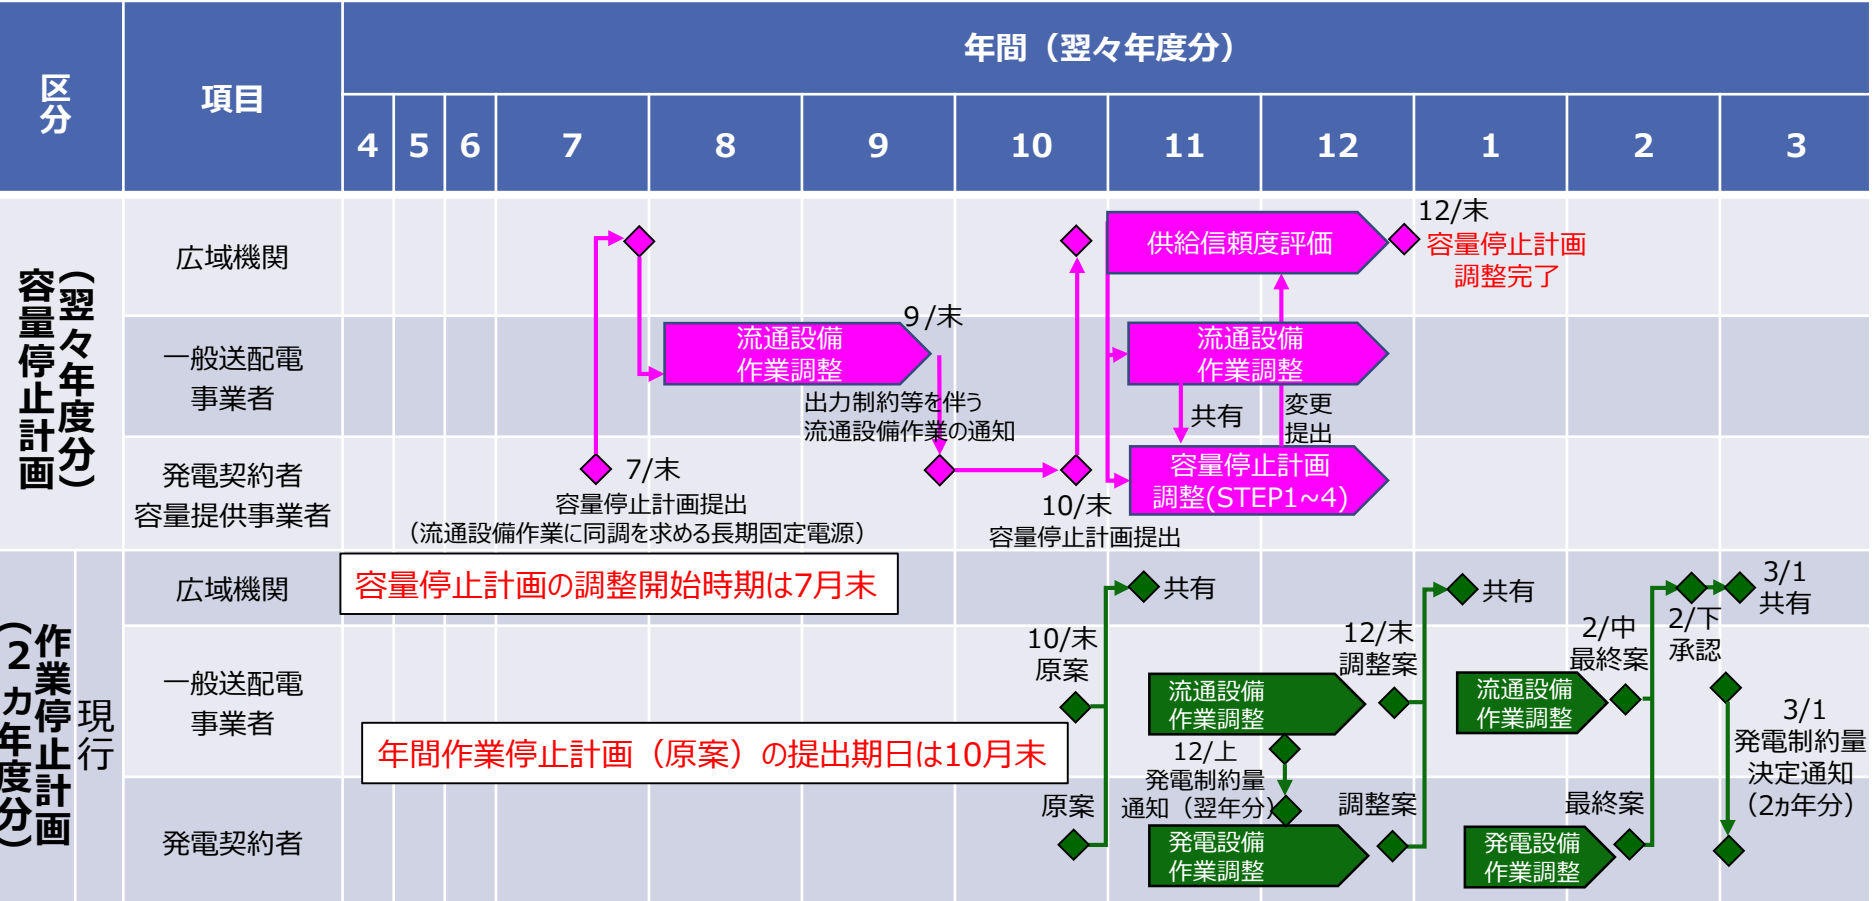 区分
項目
年間（翌々年度分）
4 5 6 7 8 9 10 11 12 1 2 3
容量停止計画
（翌々年度分）
広域機関
供給信頼度評価
12/末
容量停止計画
調整完了
一般送配電
事業者
流通設備
作業調整
９/末
出力制約等を伴う
流通設備作業の通知
流通設備
作業調整
共有
変更
提出
発電契約者
容量提供事業者
7/末
容量停止計画提出
（流通設備作業に同調を求める長期固定電源）
10/末
容量停止計画提出
容量停止計画
調整(STEP1~4)
作業停止計画
（２カ年度分）
現行
広域機関
容量停止計画の調整開始時期は7月末
共有
共有
2/下
承認
3/1
共有
一般送配電
事業者
10/末
原案
流通設備
作業調整
12/末
調整案
流通設備
作業調整
2/中
最終案
3/1
発電制約量
決定通知
（2ヵ年分）
年間作業停止計画（原案）の提出期日は10月末
12/上
発電制約量
通知（翌年分）
発電契約者
原案
発電設備
作業調整
調整案
発電設備
作業調整
最終案